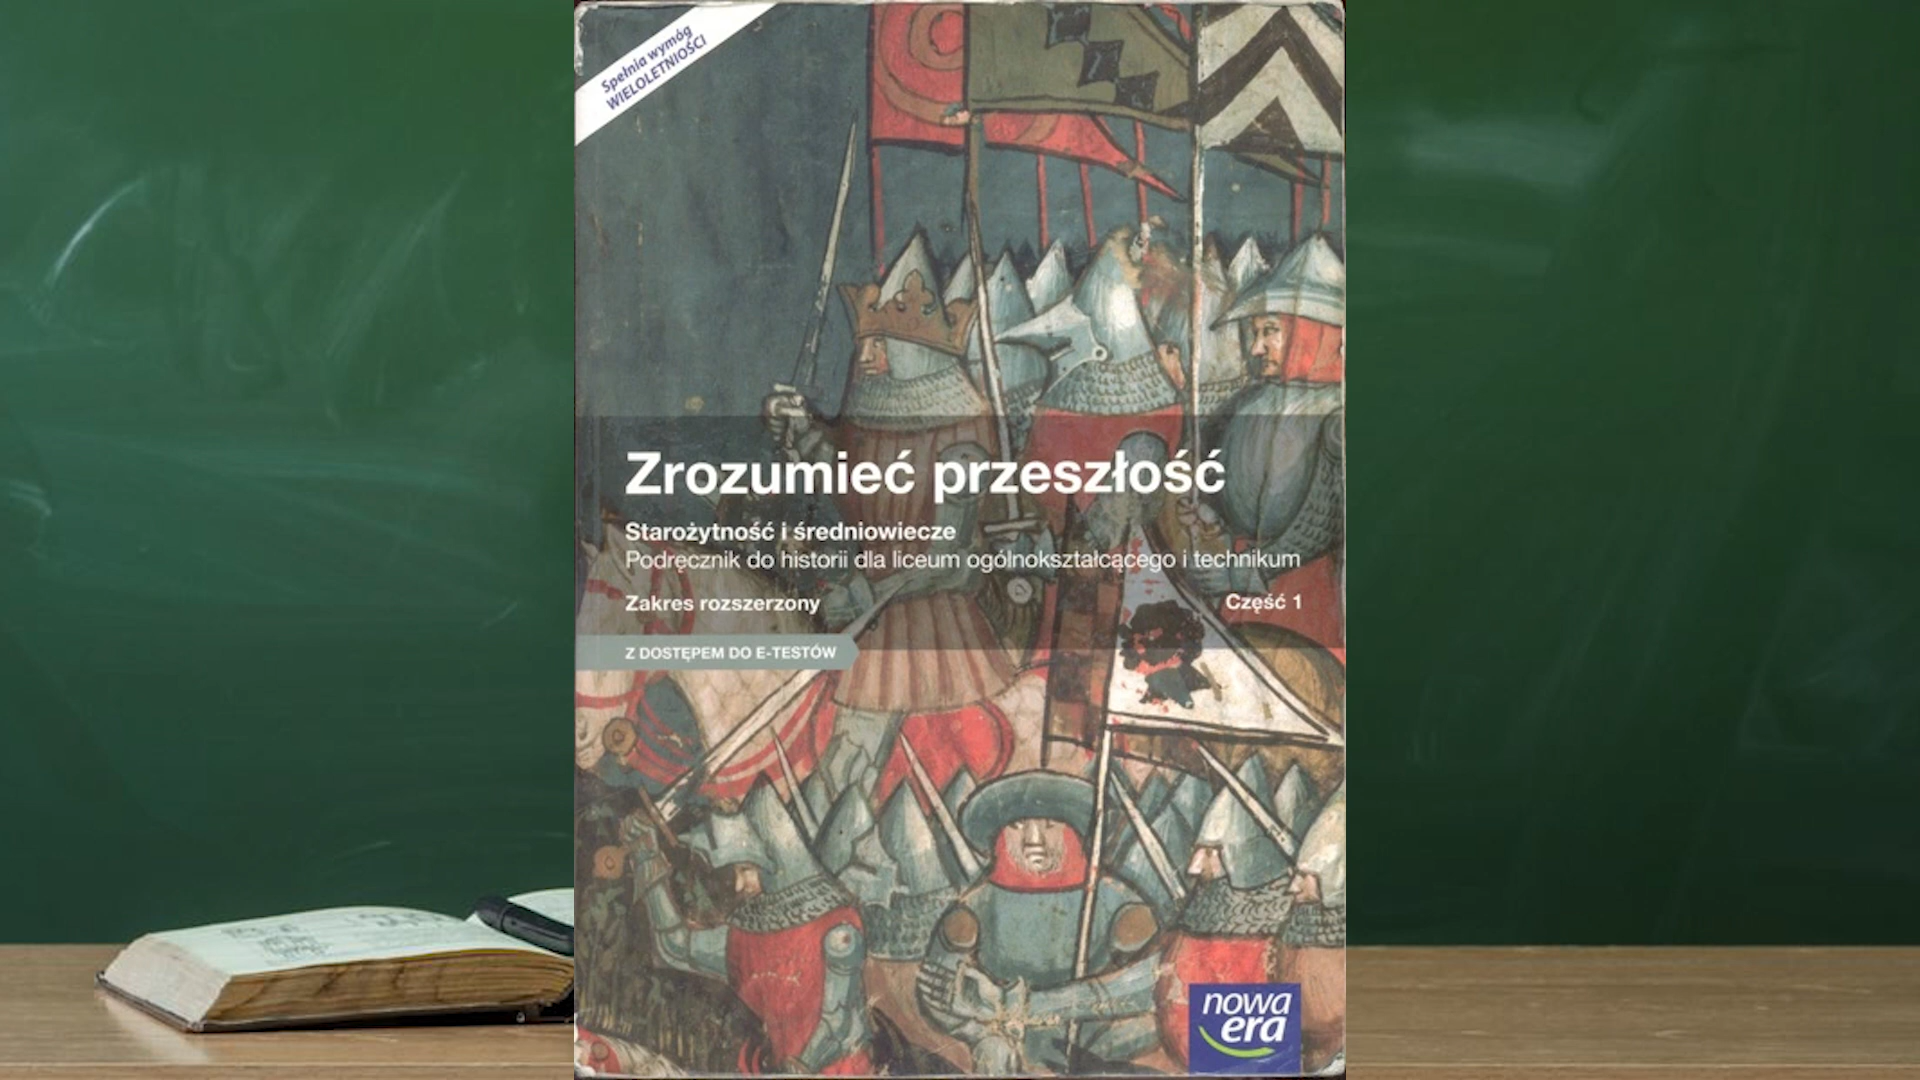 Spełnia wymóg
WIELOLETNIOŚCI
Zrozumieć przeszłość
Starożytność i średniowiecze
Podręcznik do historii dla liceum ogólnokształcącego i technikum
Zakres rozszerzony
Część 1
Z DOSTĘPEM DO E-TESTÓW
nowa
era